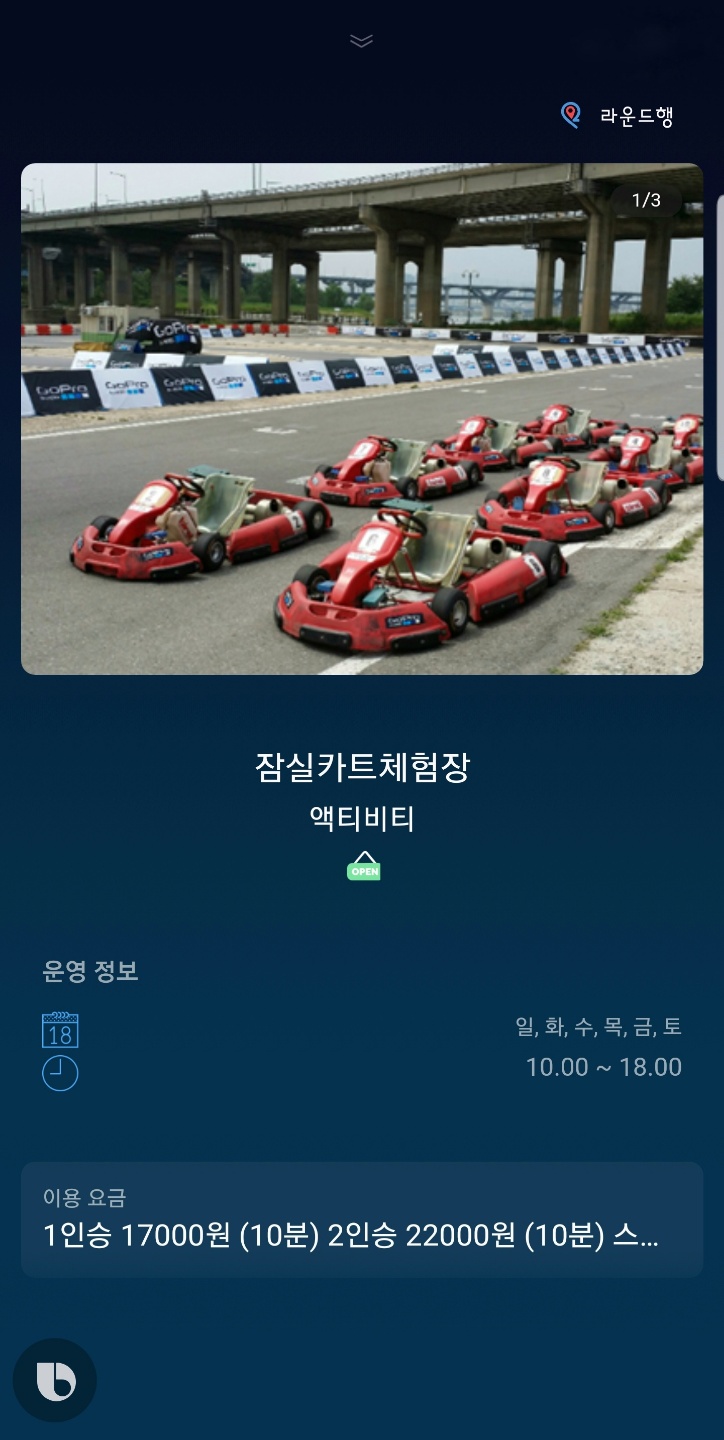 라운드행
1/3
GoPro GoPro GoPro GoPro GoPro
잠실카트체험장
액티비티
OPEN
운영 정보
18
일, 화, 수, 목, 금, 토
10.00 ~ 18.00
이용 요금
1인승 17000원 (10분) 2인승 22000원 (10분) 스...